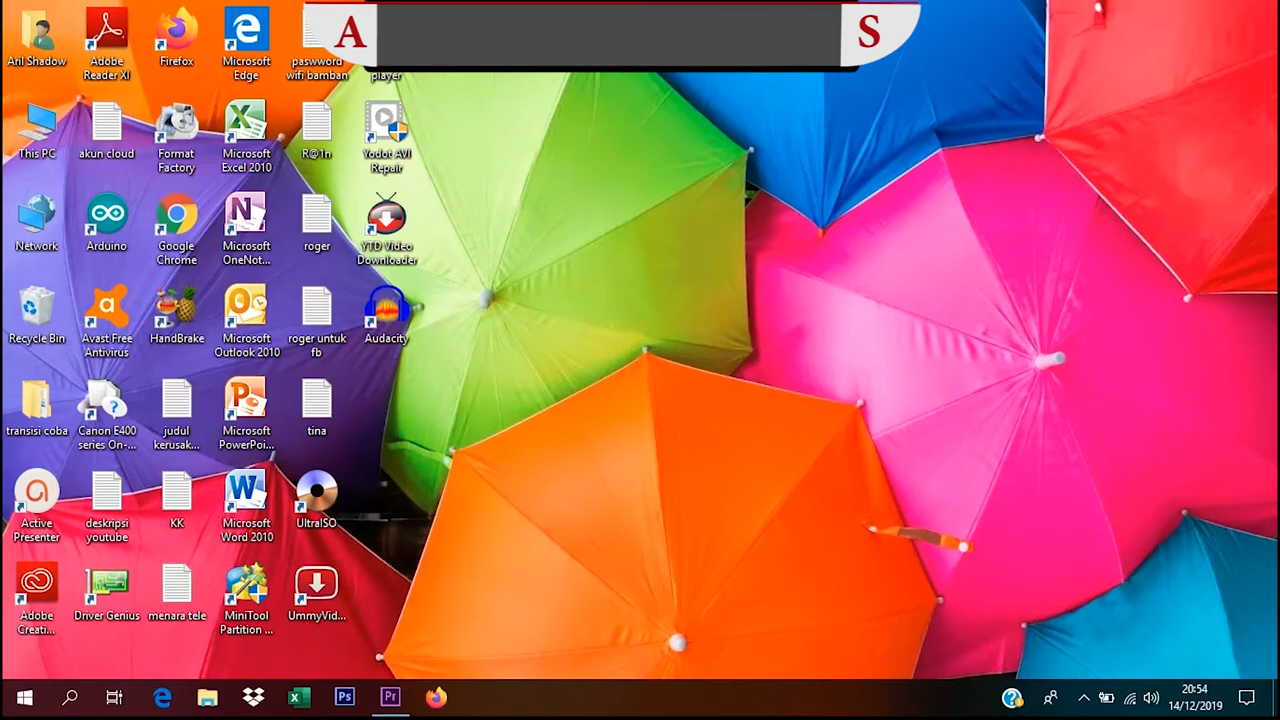 A
S
Aril Shadow
Adobe
Reader XI
Firefox
Microsoft
Edge
paswword
wifi bamban
player
This PC
akun cloud
Format
Factory
Microsoft
Excel 2010
R@1n
Yodot AVI
Repair
Network
Arduino
Google
Chrome
Microsoft
OneNot...
roger
YTD Video
Downloader
Recycle Bin
Avast Free
Antivirus
HandBrake
Microsoft
Outlook 2010
roger untuk
fb
Audacity
transisi coba
Canon E400
series On-...
judul
kerusak...
Microsoft
PowerPoi...
tina
Active
Presenter
deskripsi
youtube
KK
Microsoft
Word 2010
UltraISO
Adobe
Creati...
Driver Genius
menara tele
MiniTool
Partition ...
UmmyVid...
Ps
Pr
20:54
14/12/2019